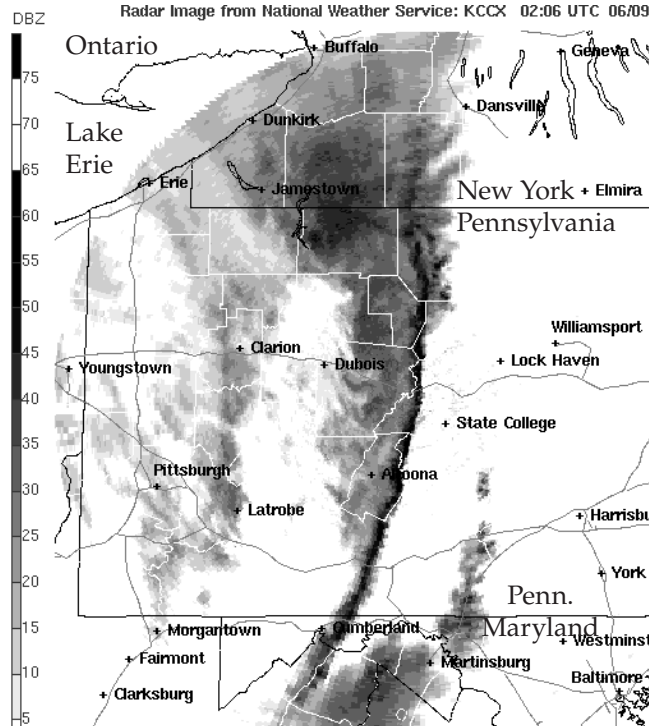 DBZ
Radar Image from National Weather Service: KCCX 02:06 UTC 06/09
Ontario
Buffalo
Geneva
75
Dansville
70
Dunkirk
Lake
Erie
65
Erie
Jamestown
New York
Elmira
60
Pennsylvania
55
50
Williamsport
45
Clarion
Lock Haven
Youngstown
Dubois
40
State College
35
Pittsburgh
Altoona
30
Latrobe
Harrisbu
25
York
20
Penn.
15
Morgantown
Cumberland
Maryland
Westminst
Fairmont
Martinsburg
10
Baltimore
Clarksburg
5